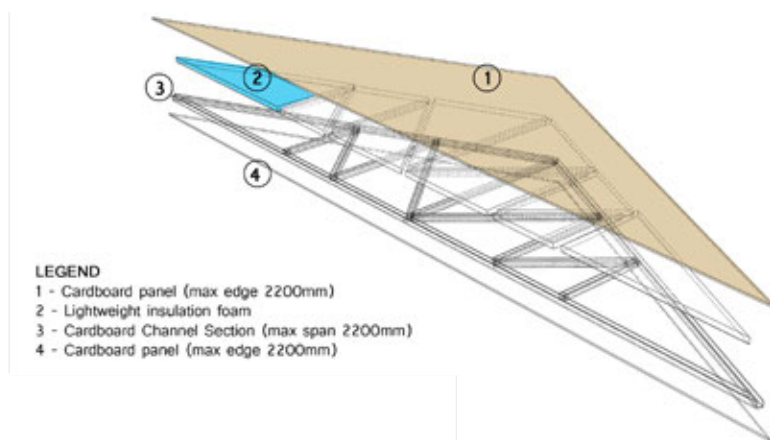 1
2
3
4
LEGEND
1 - Cardboard panel (max edge 2200mm)
2 - Lightweight insulation foam
3 - Cardboard Channel Section (max span 2200mm)
4 - Cardboard panel (max edge 2200mm)